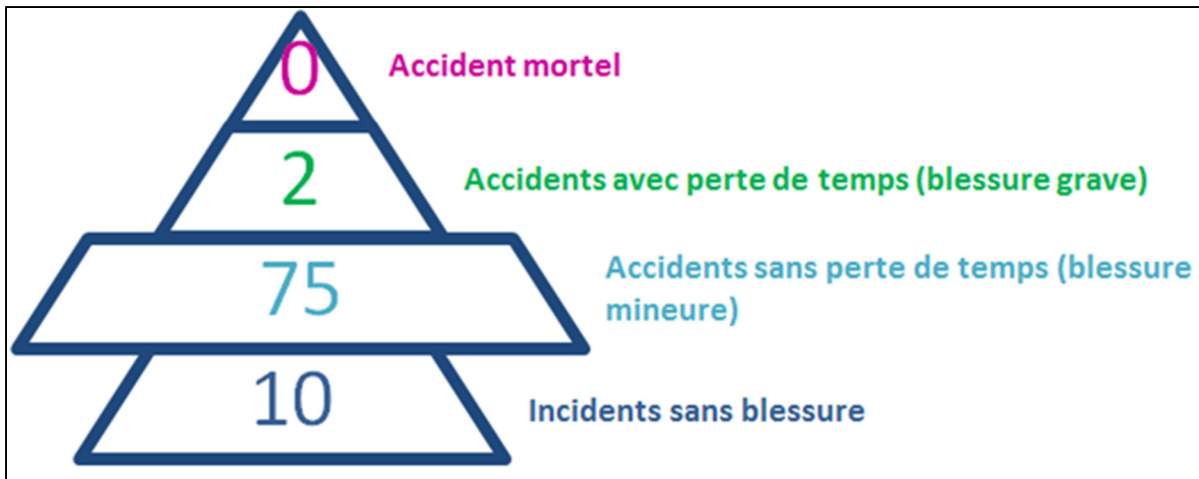 0
Accident mortel
2
Accidents avec perte de temps (blessure grave)
75
Accidents sans perte de temps (blessure
mineure)
10
Incidents sans blessure